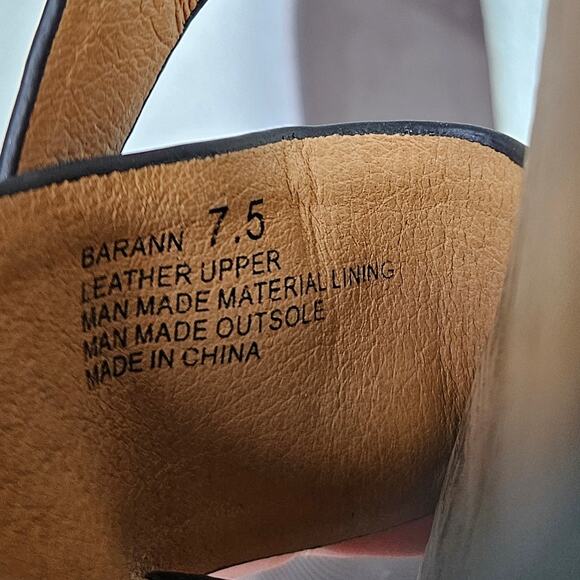 BARANN 7.5
LEATHER UPPER
MAN MADE MATERIAL LINING
MAN MADE OUTSOLE
MADE IN CHINA